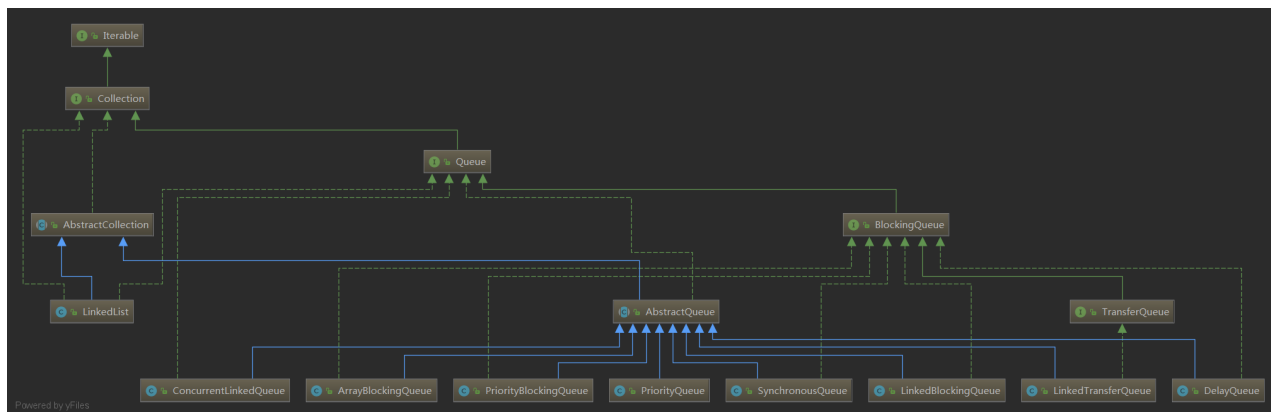 Iterable
Collection
Queue
AbstractCollection
BlockingQueue
LinkedList
AbstractQueue
TransferQueue
ConcurrentLinkedQueue
ArrayBlockingQueue
PriorityBlockingQueue
PriorityQueue
SynchronousQueue
LinkedBlockingQueue
LinkedTransferQueue
DelayQueue
Powered by yFiles